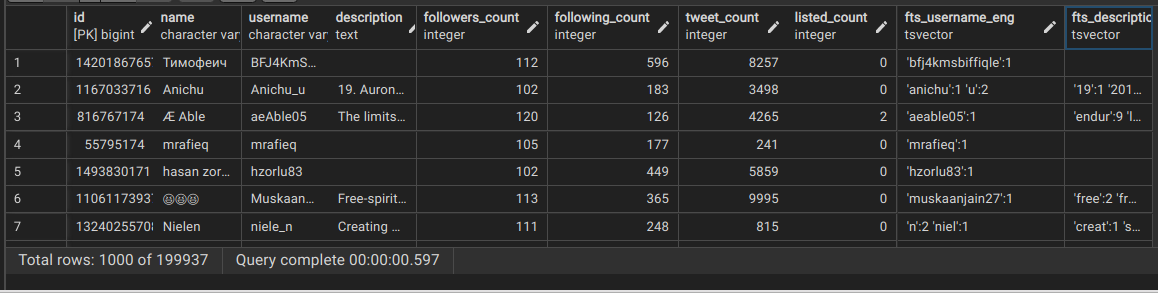 id name username description followers_count following_count tweet_count listed_count fts_username_eng fts_descriptio
[PK] bigint character vary character vary text integer integer integer integer tsvector tsvector
1 1420186765 Тимофеич BFJ4KmS... 112 596 8257 0 'bfj4kmsbiffiqle':1
2 1167033716 Anichu Anichu_u 19. Auron... 102 183 3498 0 'anichu':1 'u':2 '19':1 '201...
3 816767174 Æ Able aeAble05 The limits... 120 126 4265 2 'aeable05':1 'endur':9 'l...
4 55795174 mrafieq mrafieq 105 177 241 0 'mrafieq':1
5 1493830171 hasan zor... hzorlu83 102 449 5859 0 'hzorlu83':1
6 1106117393 😆😆😆 Muskaan... Free-spirit... 113 365 9995 0 'muskaanjain27':1 'free':2 'fr...
7 1324025570 Nielen niele_n Creating ... 111 248 815 0 'n':2 'niel':1 'creat':1 's...
Total rows: 1000 of 199937 Query complete 00:00:00.597